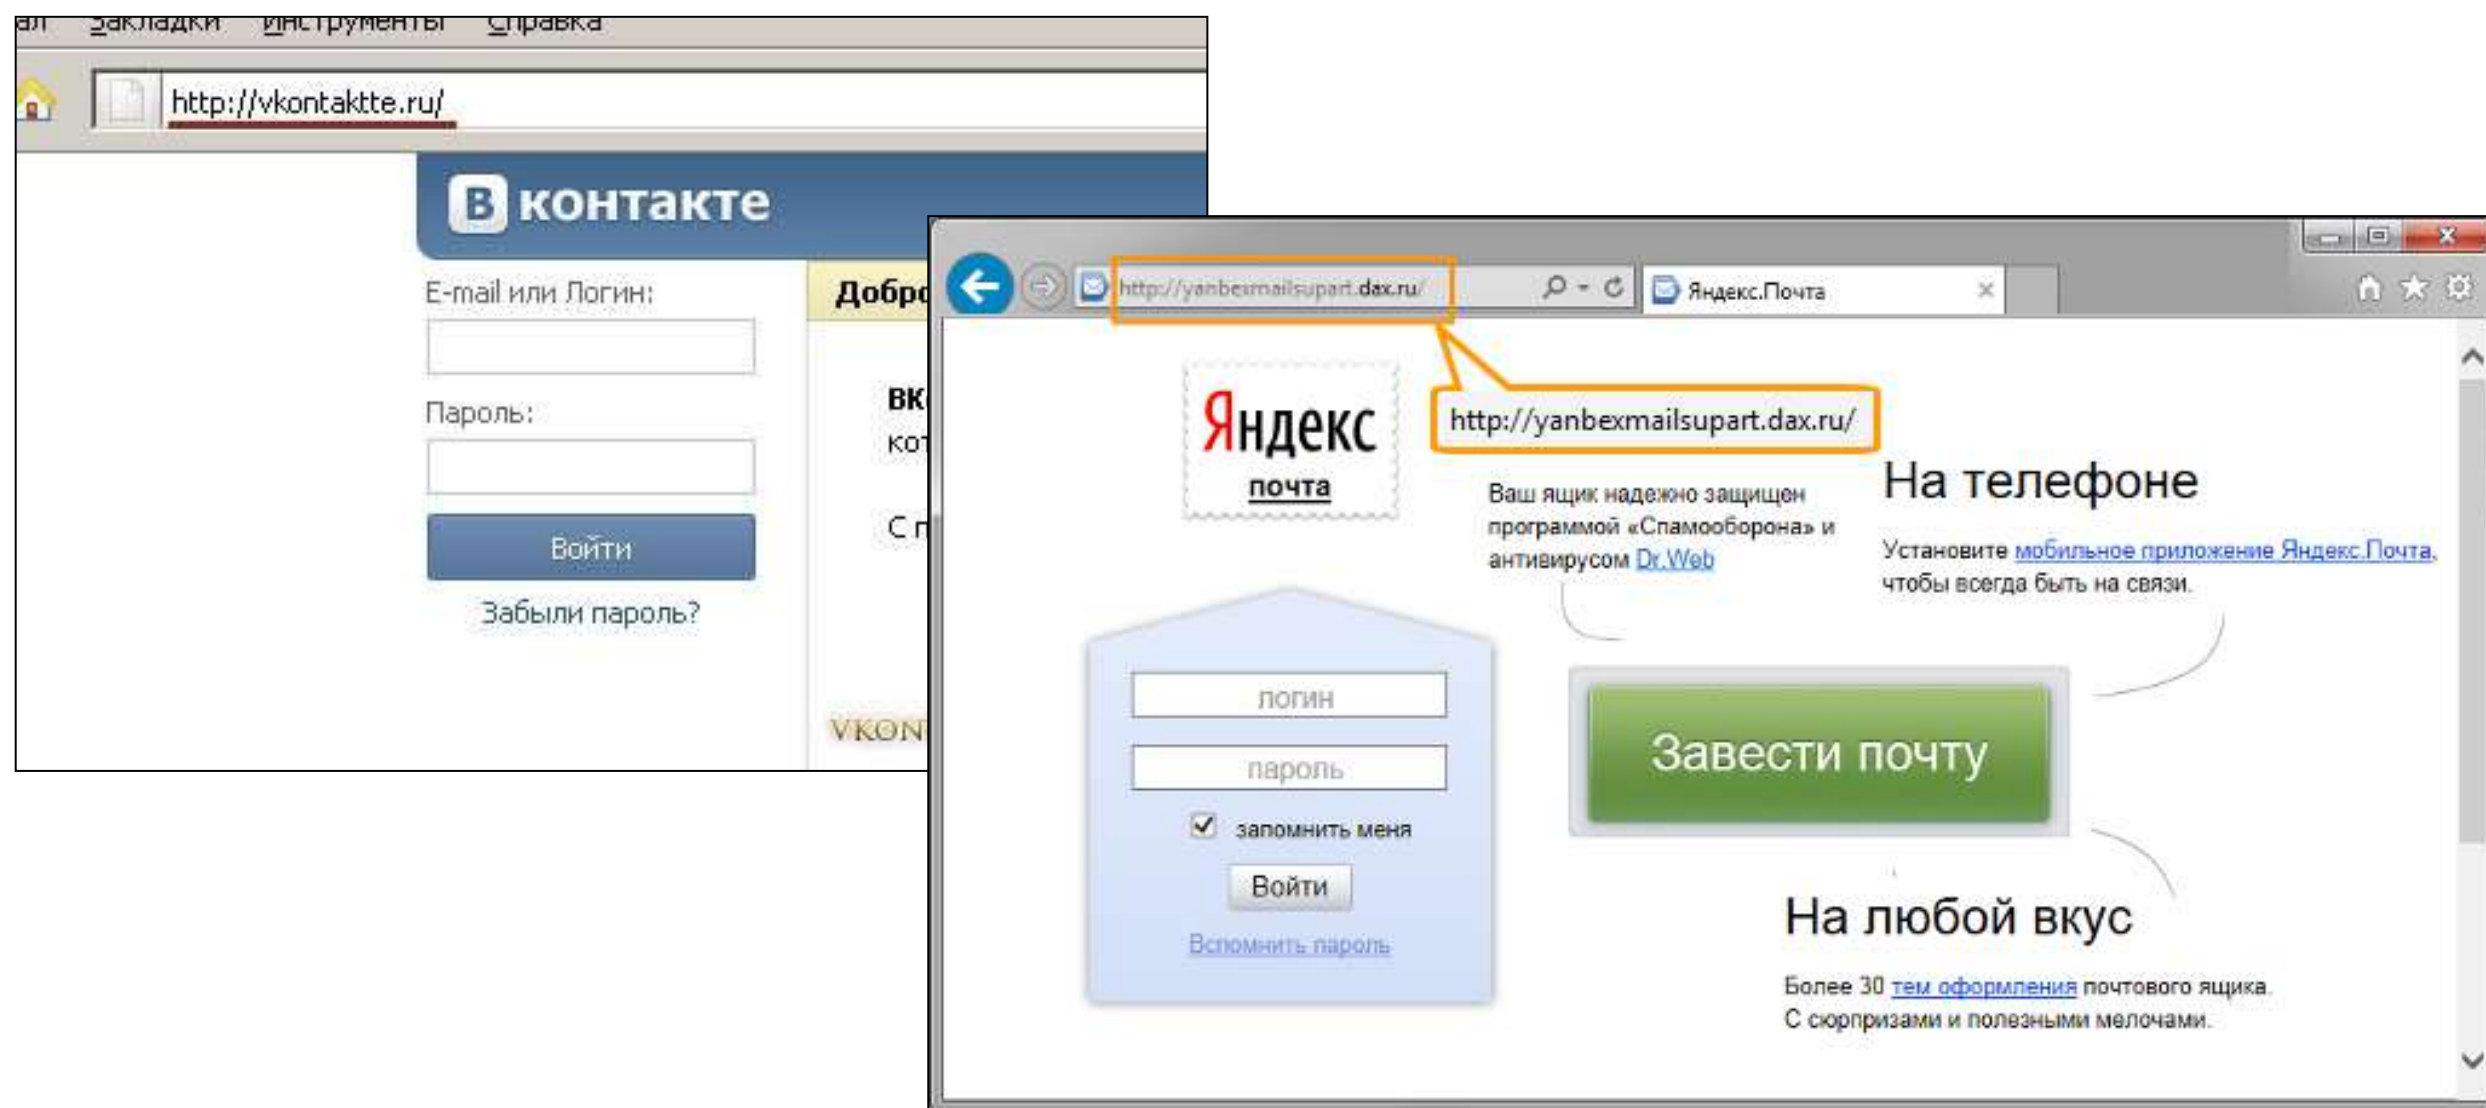 Закладки Инструменты Справка
http://vkontaktte.ru/
В контакте
E-mail или Логин:
Пароль:
Войти
Забыли пароль?
http://yanbexmailsupart.dax.ru/
Яндекс.Почта
http://yanbexmailsupart.dax.ru/
Яндекс
почта
Ваш ящик надежно защищен
программой «Спамооборона» и
антивирусом Dr.Web
На телефоне
Установите мобильное приложение Яндекс.Почта,
чтобы всегда быть на связи.
логин
пароль
запомнить меня
Войти
Вспомнить пароль
Завести почту
На любой вкус
Более 30 тем оформления почтового ящика.
С сюрпризами и полезными мелочами.